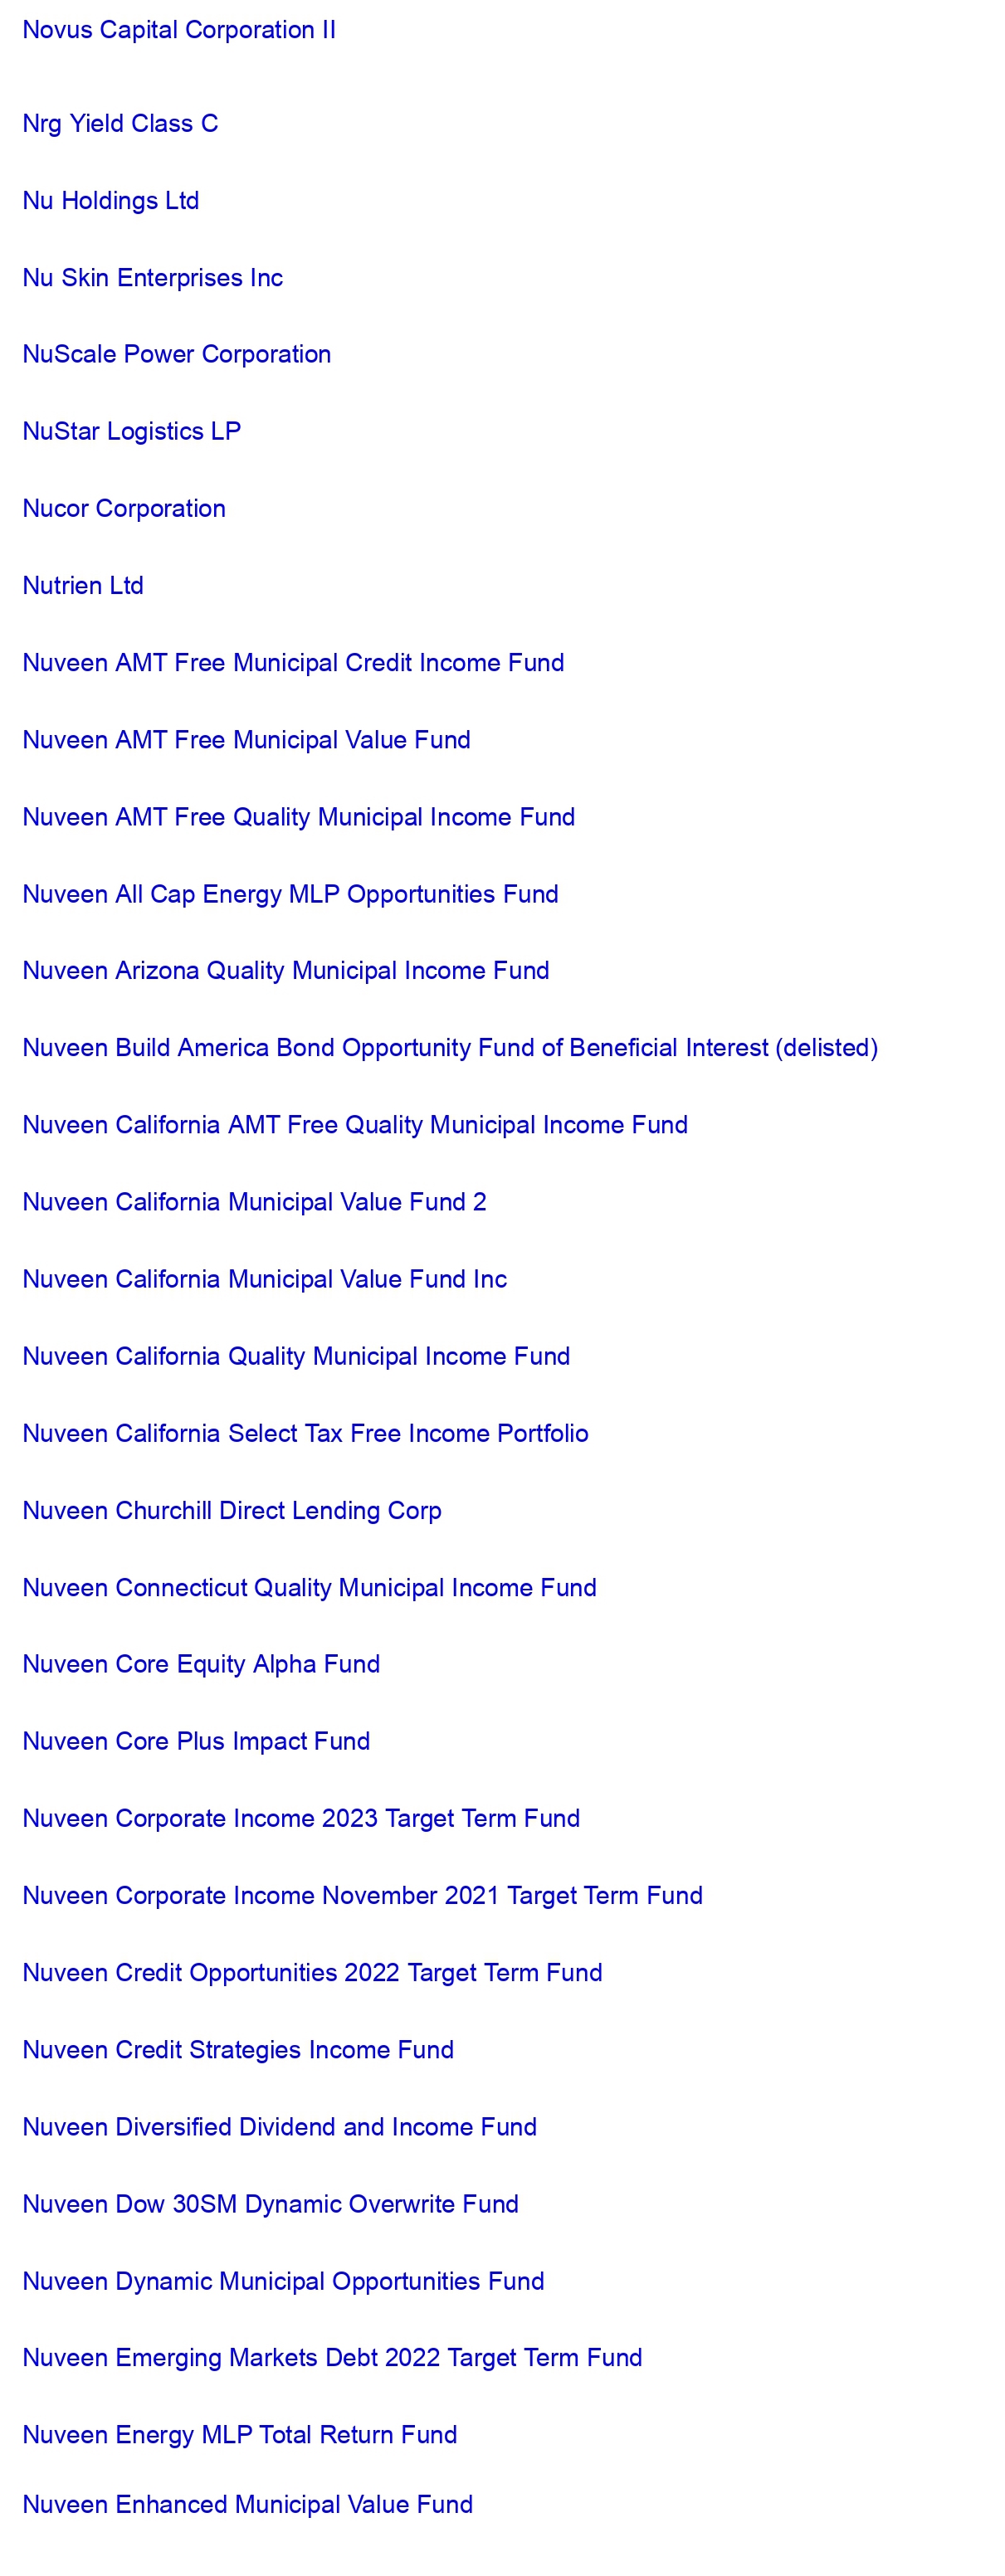 Novus Capital Corporation II
Nrg Yield Class C
Nu Holdings Ltd
Nu Skin Enterprises Inc
NuScale Power Corporation
NuStar Logistics LP
Nucor Corporation
Nutrien Ltd
Nuveen AMT Free Municipal Credit Income Fund
Nuveen AMT Free Municipal Value Fund
Nuveen AMT Free Quality Municipal Income Fund
Nuveen All Cap Energy MLP Opportunities Fund
Nuveen Arizona Quality Municipal Income Fund
Nuveen Build America Bond Opportunity Fund of Beneficial Interest (delisted)
Nuveen California AMT Free Quality Municipal Income Fund
Nuveen California Municipal Value Fund 2
Nuveen California Municipal Value Fund Inc
Nuveen California Quality Municipal Income Fund
Nuveen California Select Tax Free Income Portfolio
Nuveen Churchill Direct Lending Corp
Nuveen Connecticut Quality Municipal Income Fund
Nuveen Core Equity Alpha Fund
Nuveen Core Plus Impact Fund
Nuveen Corporate Income 2023 Target Term Fund
Nuveen Corporate Income November 2021 Target Term Fund
Nuveen Credit Opportunities 2022 Target Term Fund
Nuveen Credit Strategies Income Fund
Nuveen Diversified Dividend and Income Fund
Nuveen Dow 30SM Dynamic Overwrite Fund
Nuveen Dynamic Municipal Opportunities Fund
Nuveen Emerging Markets Debt 2022 Target Term Fund
Nuveen Energy MLP Total Return Fund
Nuveen Enhanced Municipal Value Fund